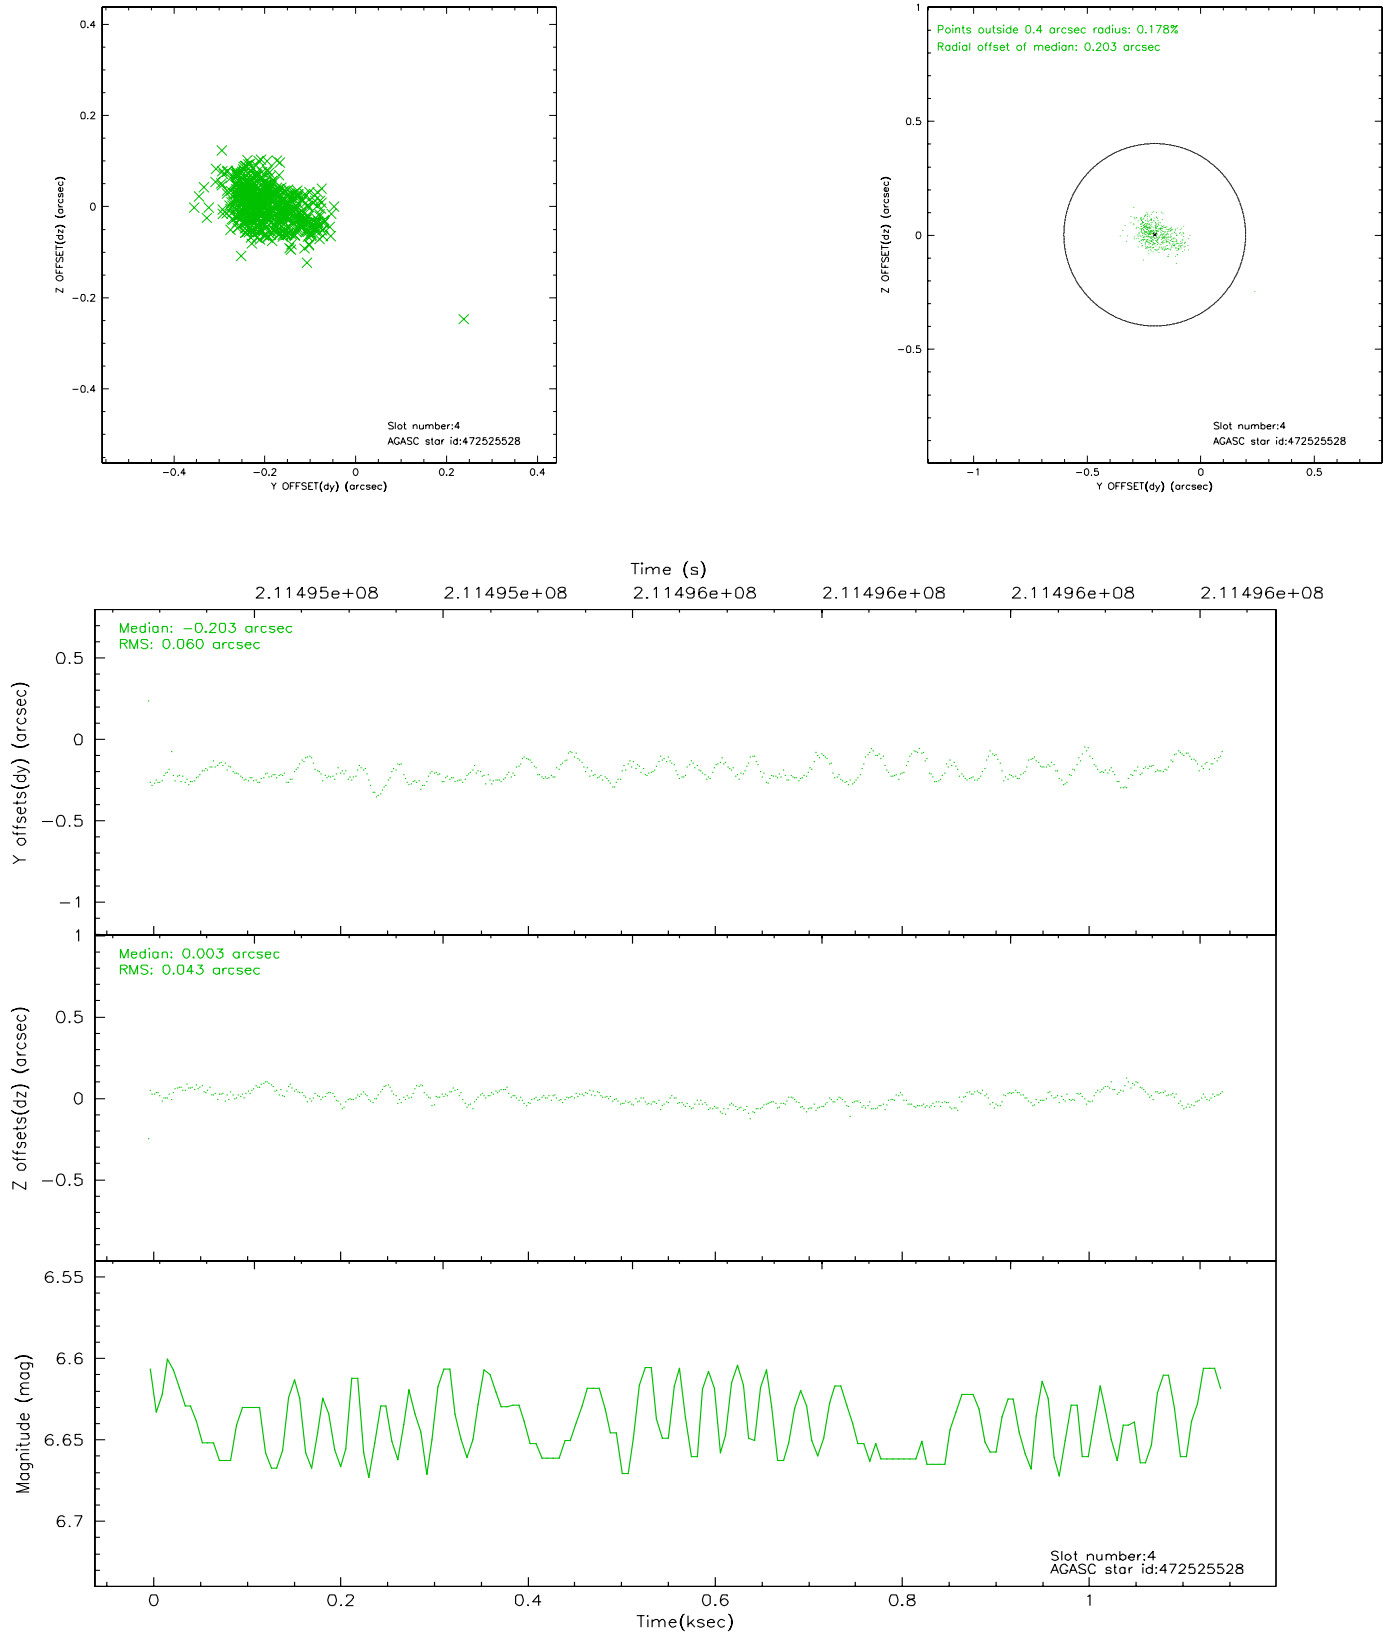 0.4
0.2
0
−0.2
−0.4
Z OFFSET(dz) (arcsec)
Slot number:4
AGASC star id:472525528
−0.4 −0.2 0 0.2 0.4
Y OFFSET(dy) (arcsec)
Points outside 0.4 arcsec radius: 0.178%
Radial offset of median: 0.203 arcsec
1
0.5
0
−0.5
Z OFFSET(dz) (arcsec)
Slot number:4
AGASC star id:472525528
−1 −0.5 0 0.5
Y OFFSET(dy) (arcsec)
Time (s)
2.11495e+08 2.11495e+08 2.11496e+08 2.11496e+08 2.11496e+08 2.11496e+08
Median: −0.203 arcsec
RMS: 0.060 arcsec
0.5
0
−0.5
−1
Y offsets(dy) (arcsec)
Median: 0.003 arcsec
RMS: 0.043 arcsec
1
0.5
0
−0.5
Z offsets(dz) (arcsec)
6.55
6.6
6.65
6.7
Magnitude (mag)
Slot number:4
AGASC star id:472525528
0 0.2 0.4 0.6 0.8 1
Time(ksec)